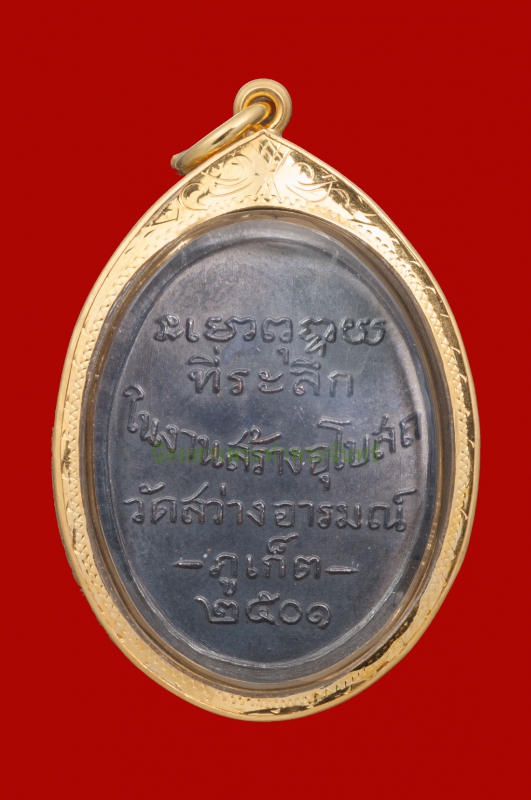 ที่ระลึก
ในงานสร้างอุโบสถ
วัดสว่างอารมณ์
-ภูเก็ต-
๒๕๐๑